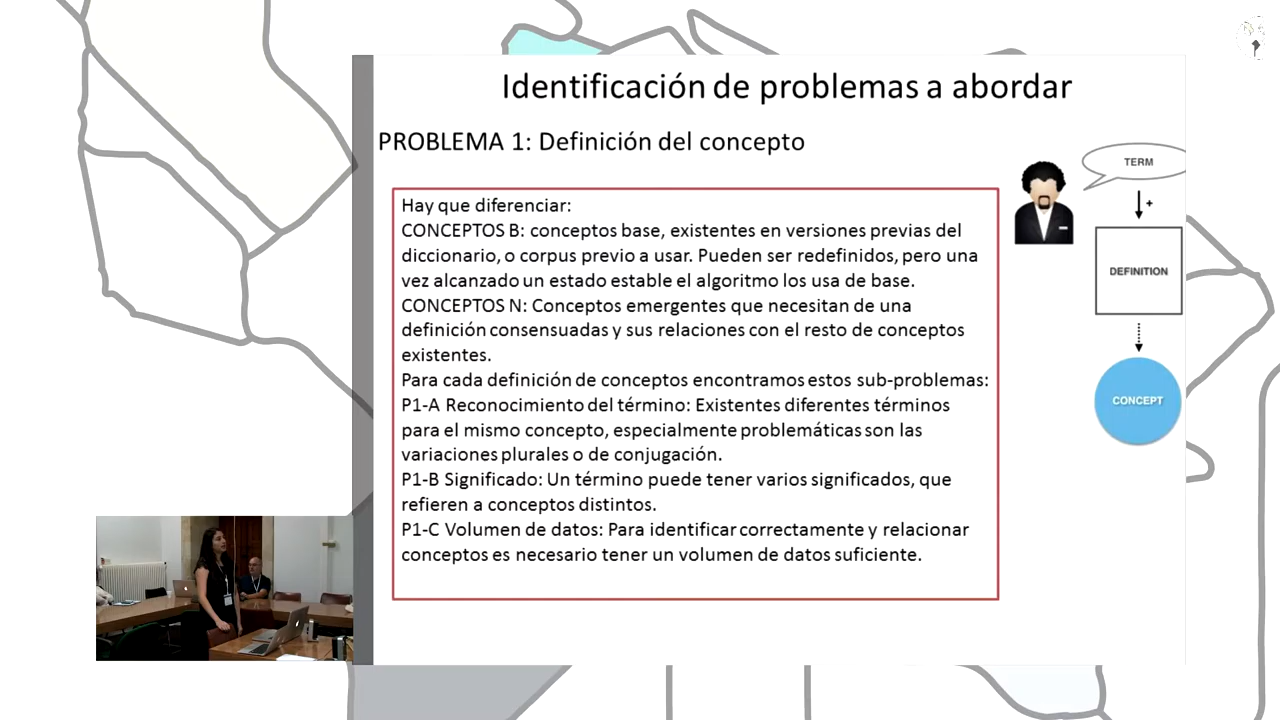 Identificación de problemas a abordar
PROBLEMA 1: Definición del concepto
Hay que diferenciar:
CONCEPTOS B: conceptos base, existentes en versiones previas del
diccionario, o corpus previo a usar. Pueden ser redefinidos, pero una
vez alcanzado un estado estable el algoritmo los usa de base.
CONCEPTOS N: Conceptos emergentes que necesitan de una
definición consensuadas y sus relaciones con el resto de conceptos
existentes.
Para cada definición de conceptos encontramos estos sub-problemas:
P1-A Reconocimiento del término: Existentes diferentes términos
para el mismo concepto, especialmente problemáticas son las
variaciones plurales o de conjugación.
P1-B Significado: Un término puede tener varios significados, que
refieren a conceptos distintos.
P1-C Volumen de datos: Para identificar correctamente y relacionar
conceptos es necesario tener un volumen de datos suficiente.
TERM
+
DEFINITION
CONCEPT